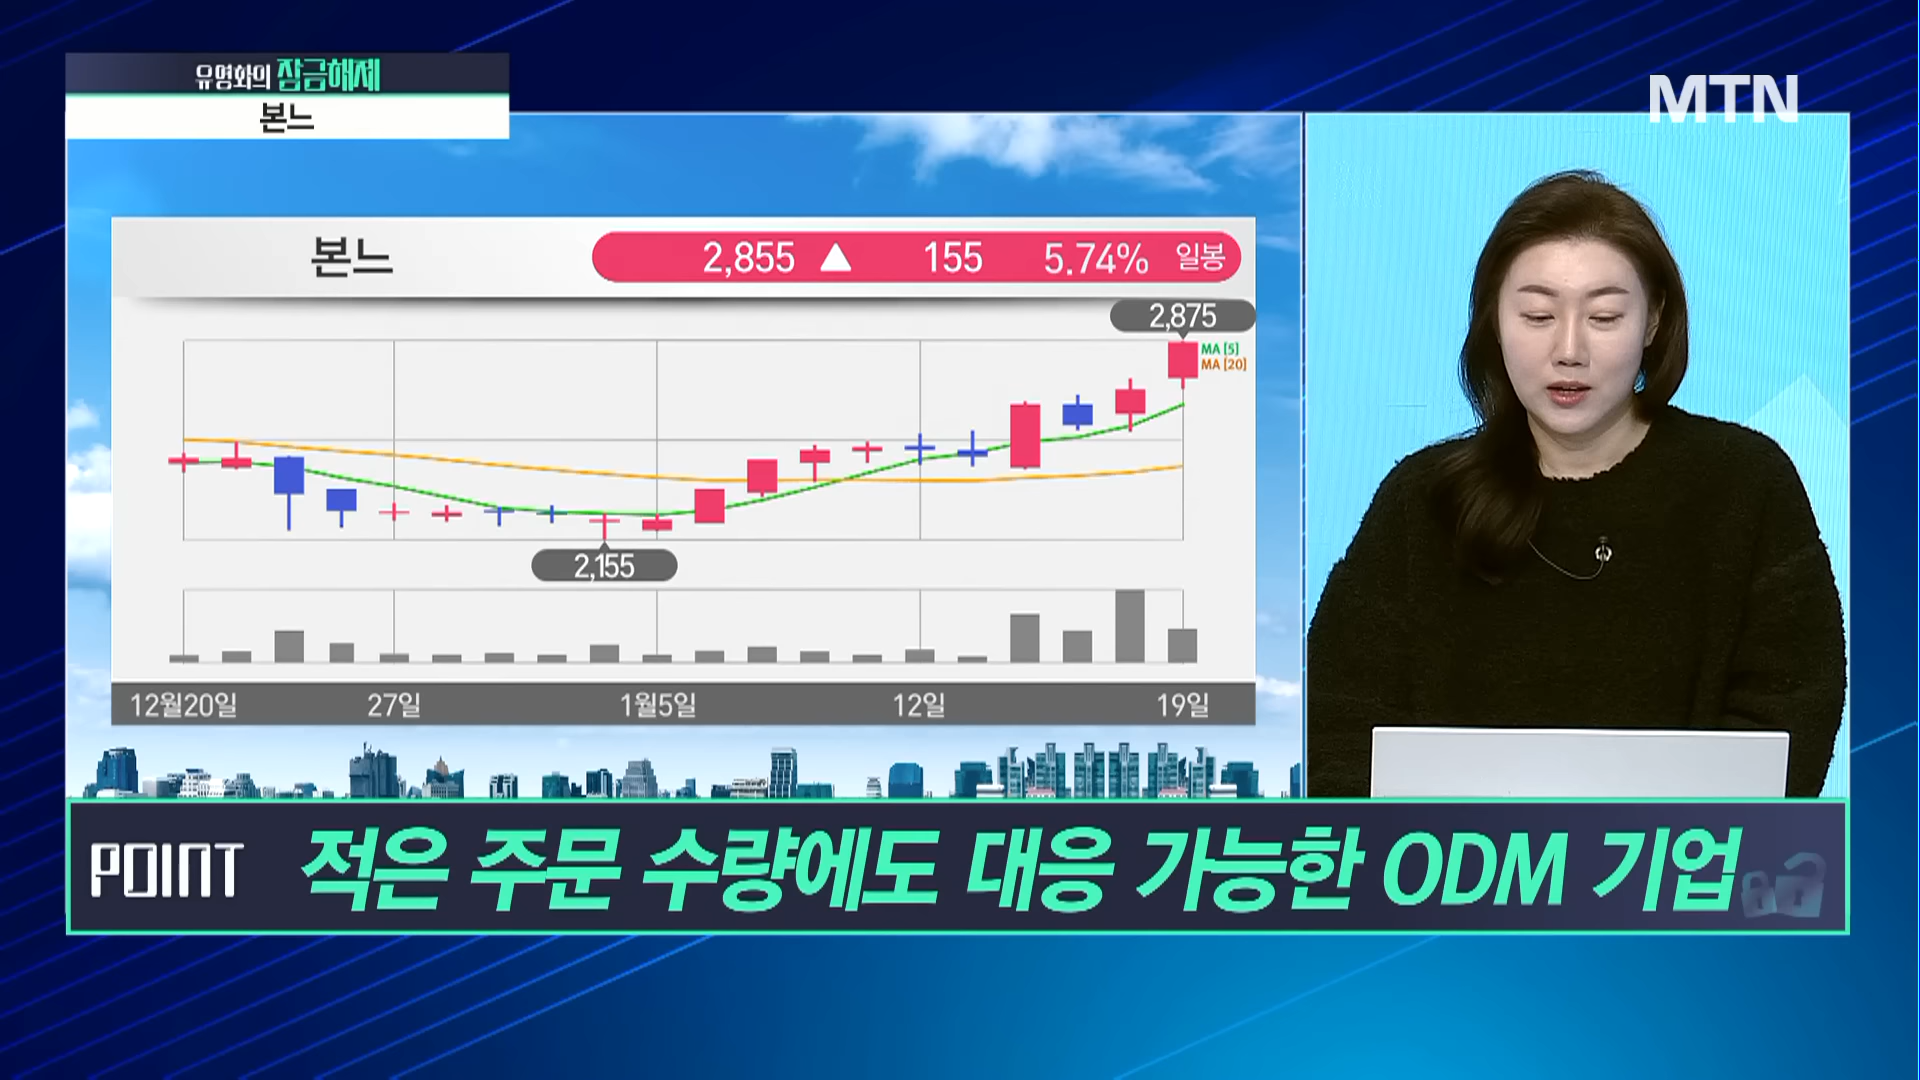 유영화의 잠금해제
본느
MTN
본느
2,855 ▲ 155 5.74% 일봉
2,875
MA [5]
MA [20]
2,155
12월20일 27일 1월5일 12일 19일
POINT 적은 주문 수량에도 대응 가능한 ODM 기업